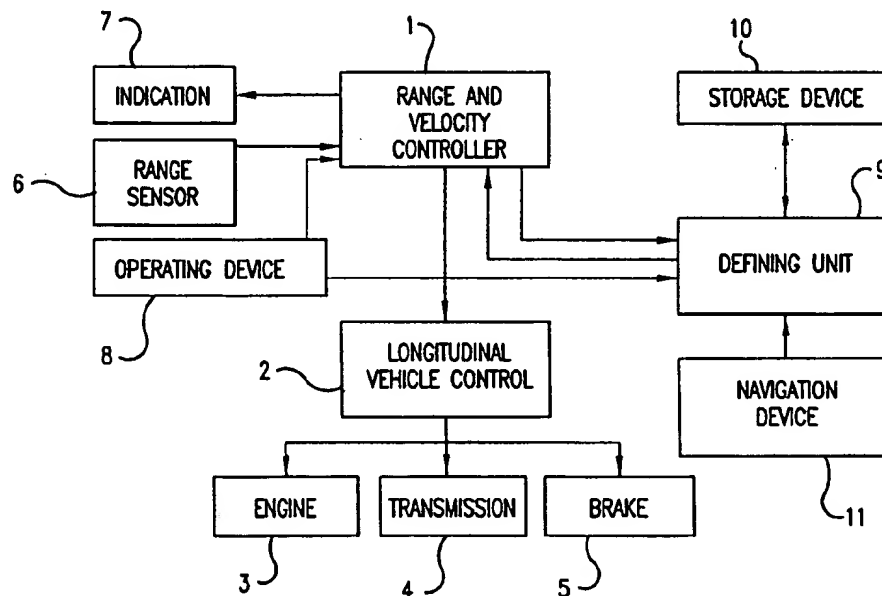 7
1
10
INDICATION
RANGE AND
VELOCITY
CONTROLLER
STORAGE DEVICE
6
RANGE
SENSOR
9
OPERATING DEVICE
DEFINING UNIT
8
2
LONGITUDINAL
VEHICLE CONTROL
NAVIGATION
DEVICE
11
ENGINE
TRANSMISSION
BRAKE
3
4
5